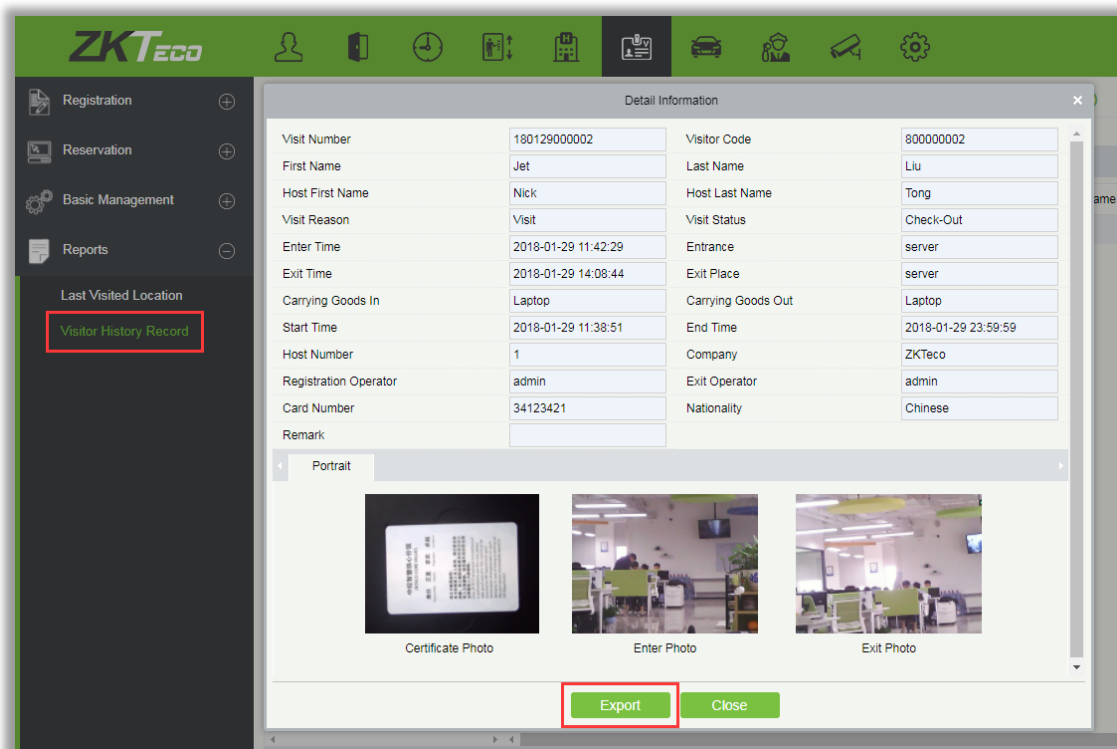 ZKTeco
Registration
Reservation
Basic Management
Reports
Last Visited Location
Visitor History Record
Detail Information
Visit Number 180129000002 Visitor Code 800000002
First Name Jet Last Name Liu
Host First Name Nick Host Last Name Tong
Visit Reason Visit Visit Status Check-Out
Enter Time 2018-01-29 11:42:29 Entrance server
Exit Time 2018-01-29 14:08:44 Exit Place server
Carrying Goods In Laptop Carrying Goods Out Laptop
Start Time 2018-01-29 11:38:51 End Time 2018-01-29 23:59:59
Host Number 1 Company ZKTeco
Registration Operator admin Exit Operator admin
Card Number 34123421 Nationality Chinese
Remark
Portrait
Certificate Photo Enter Photo Exit Photo
Export Close
ame